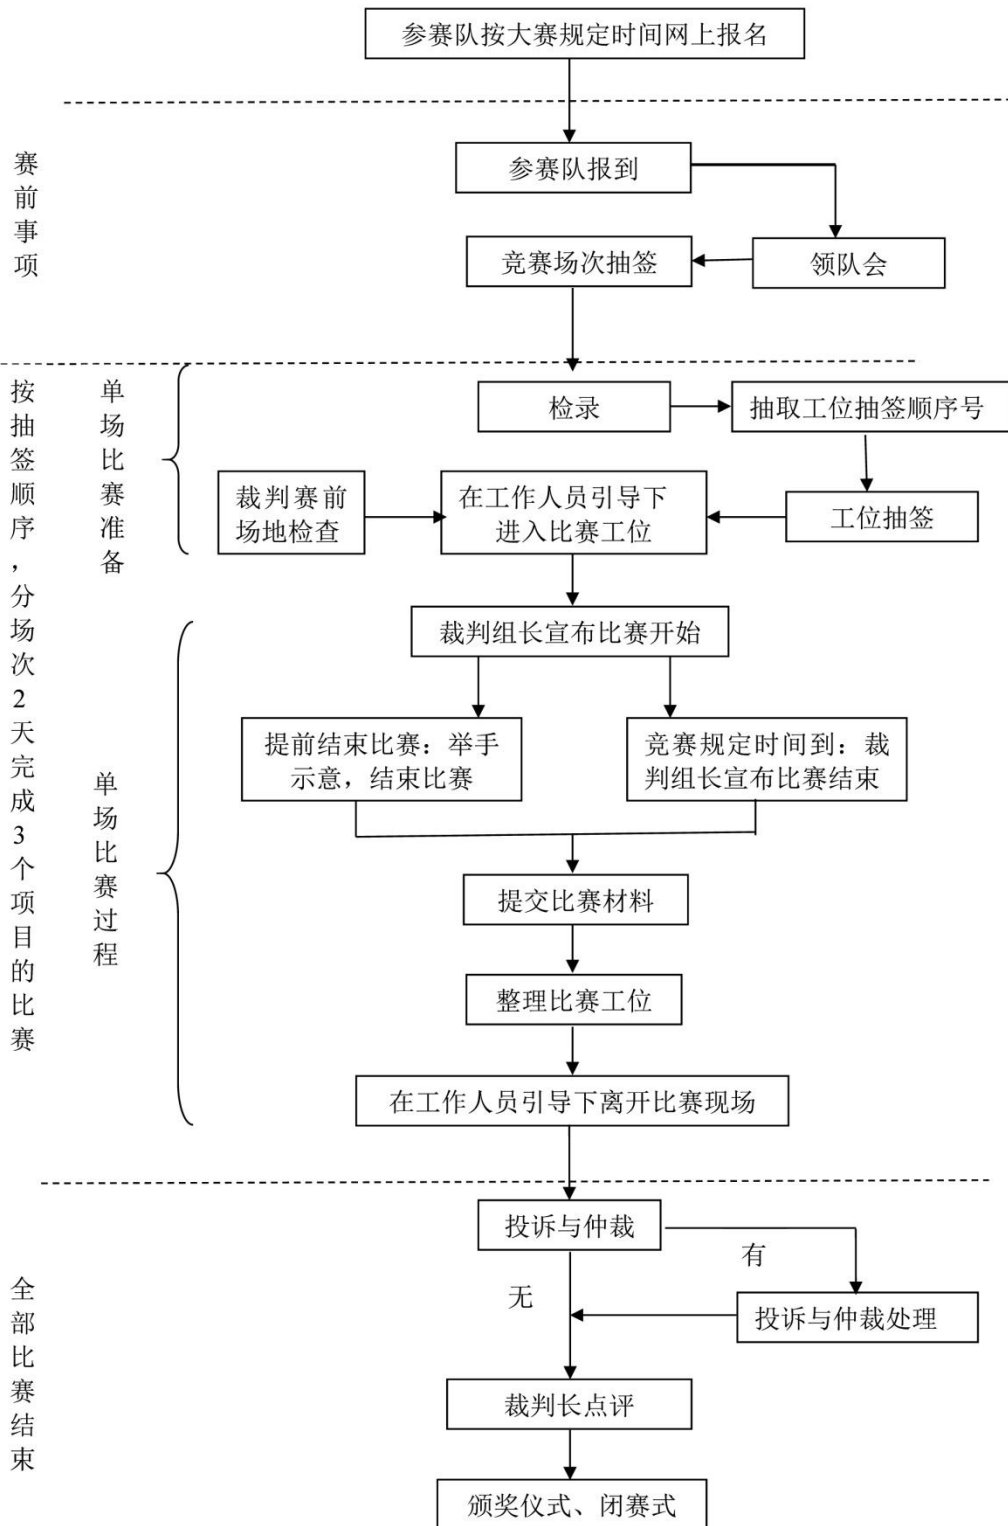 参赛队按大赛规定时间网上报名
赛前事项
参赛队报到
竞赛场次抽签
领队会
按抽签顺序，分场次2天完成3个项目的比赛
单场比赛准备
检录
抽取工位抽签顺序号
裁判赛前
场地检查
在工作人员引导下
进入比赛工位
工位抽签
单场比赛过程
裁判组长宣布比赛开始
提前结束比赛：举手
示意，结束比赛
竞赛规定时间到：裁
判组长宣布比赛结束
提交比赛材料
整理比赛工位
在工作人员引导下离开比赛现场
全部比赛结束
投诉与仲裁
有
无
投诉与仲裁处理
裁判长点评
颁奖仪式、闭赛式